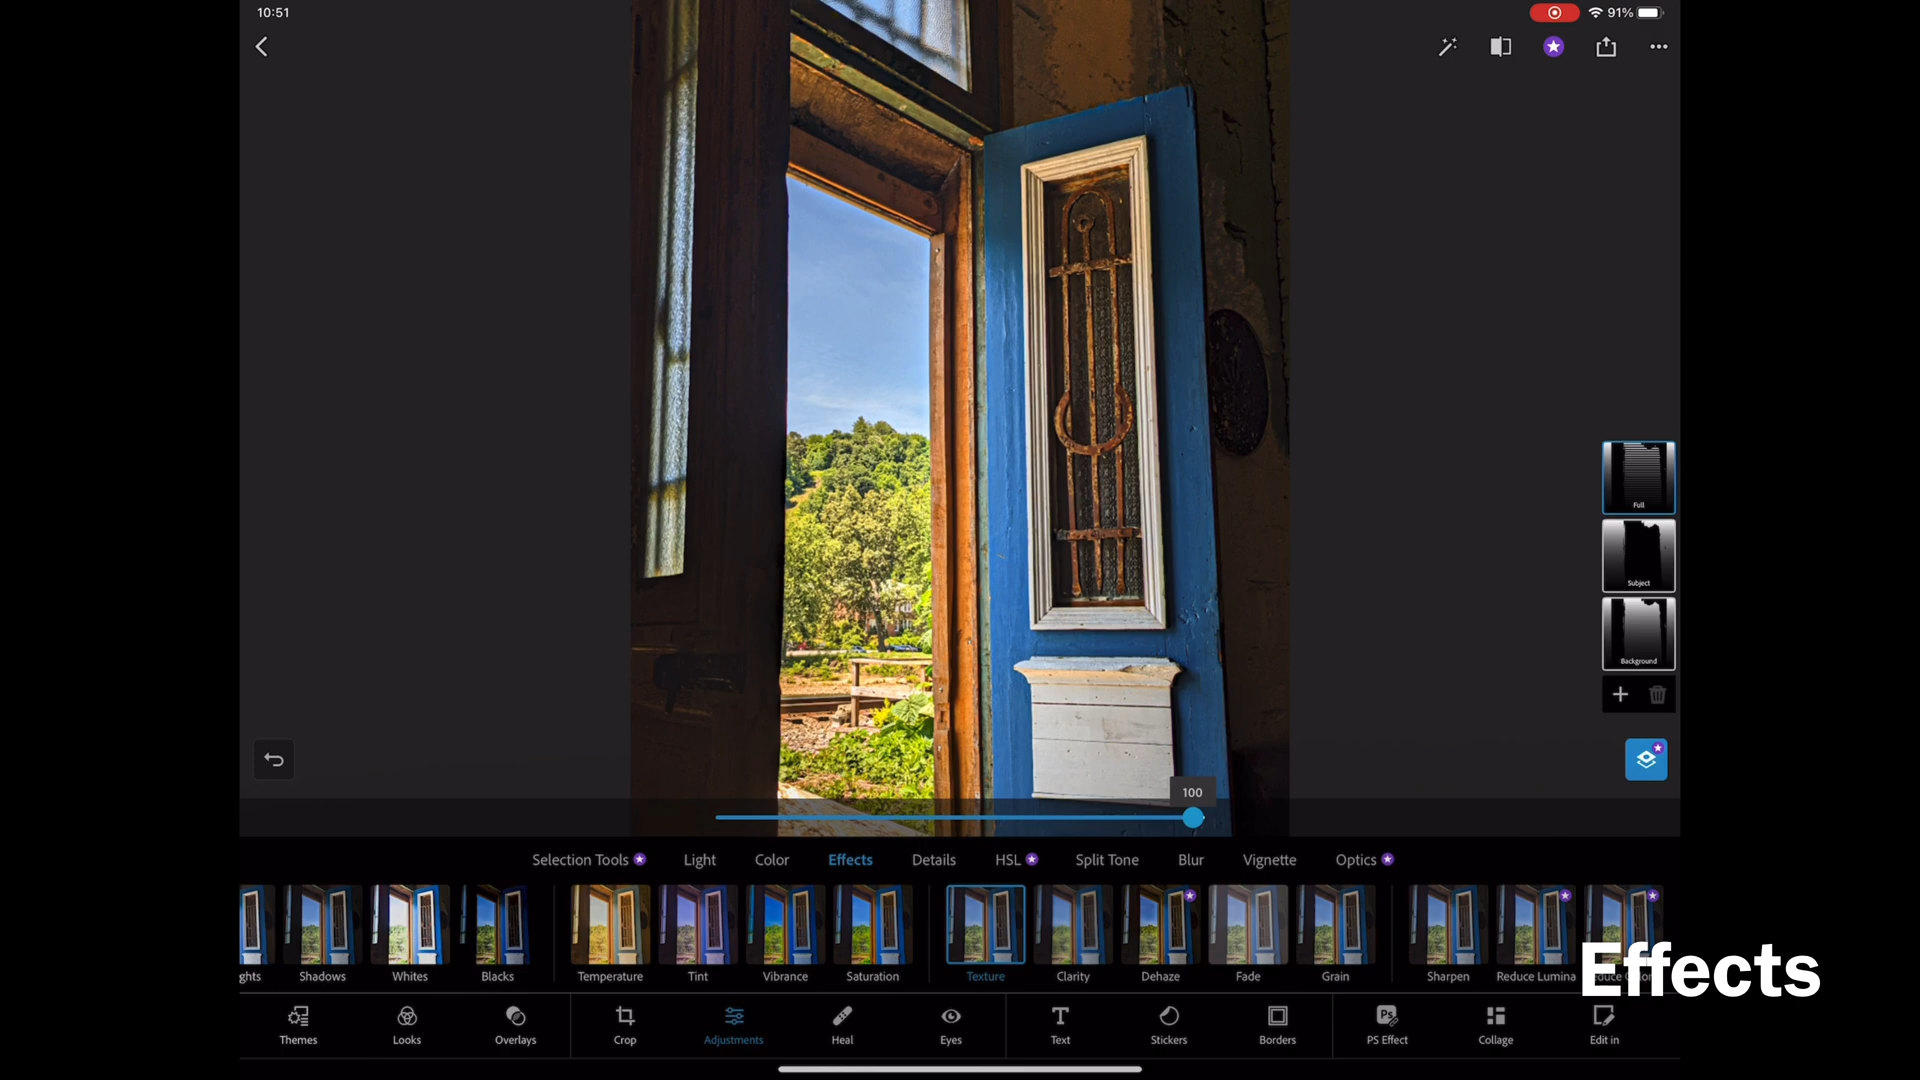 10:51
91%
Full
Subject
Background
100
Selection Tools Light Color Effects Details HSL Split Tone Blur Vignette Optics
ghts Shadows Whites Blacks Temperature Tint Vibrance Saturation Texture Clarity Dehaze Fade Grain Sharpen Reduce Lumina
Effects
Themes Looks Overlays Crop Adjustments Heal Eyes Text Stickers Borders PS Effect Collage Edit in